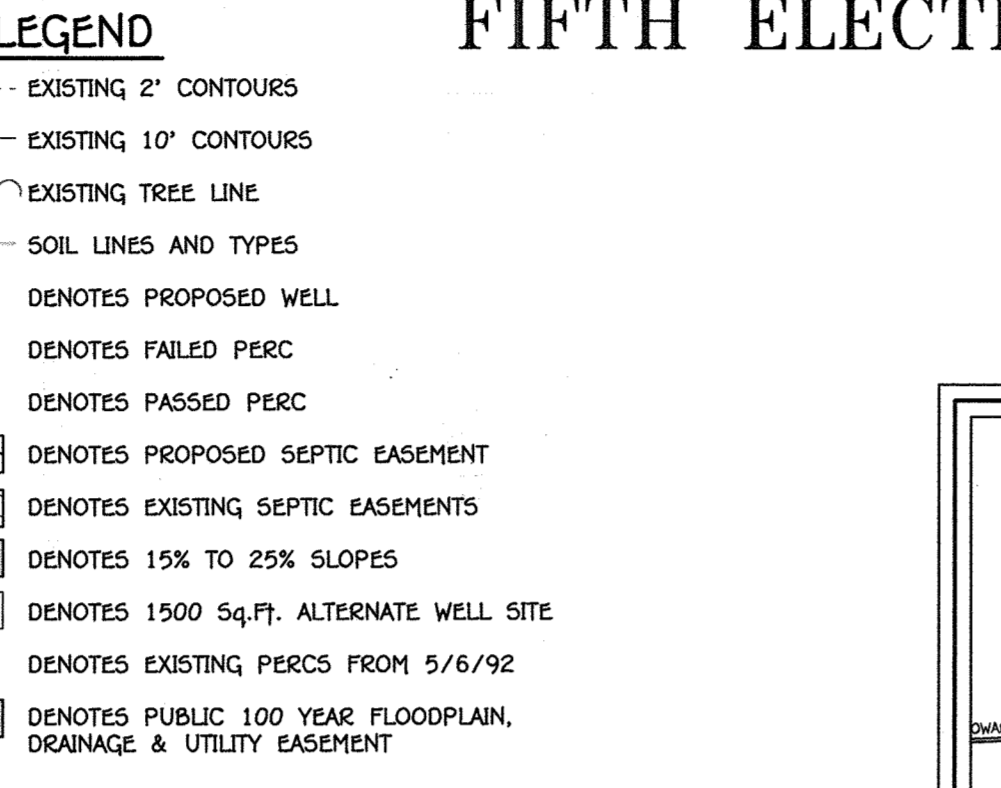 LEGEND
FIFTH ELECT
EXISTING 2' CONTOURS
EXISTING 10' CONTOURS
EXISTING TREE LINE
SOIL LINES AND TYPES
DENOTES PROPOSED WELL
DENOTES FAILED PERC
DENOTES PASSED PERC
DENOTES PROPOSED SEPTIC EASEMENT
DENOTES EXISTING SEPTIC EASEMENTS
DENOTES 15% TO 25% SLOPES
DENOTES 1500 Sq.Ft. ALTERNATE WELL SITE
DENOTES EXISTING PERCS FROM 5/6/92
DENOTES PUBLIC 100 YEAR FLOODPLAIN,
DRAINAGE & UTILITY EASEMENT